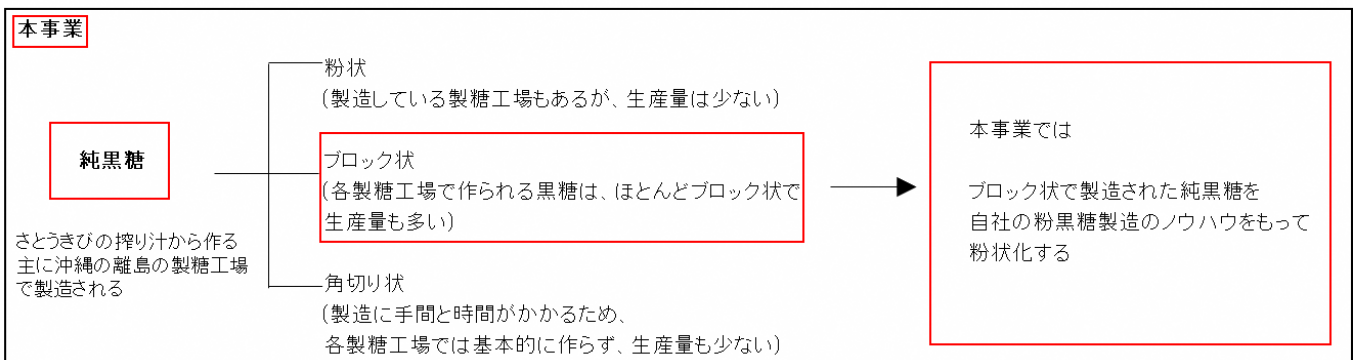 本事業
粉状
(製造している製糖工場もあるが、生産量は少ない)
純黒糖
さとうきびの搾り汁から作る
主に沖縄の離島の製糖工場
で製造される
ブロック状
(各製糖工場で作られる黒糖は、ほとんどブロック状で
生産量も多い)
角切り状
(製造に手間と時間がかかるため、
各製糖工場では基本的に作らず、生産量も少ない)
本事業では
ブロック状で製造された純黒糖を
自社の粉黒糖製造のノウハウをもって
粉状化する